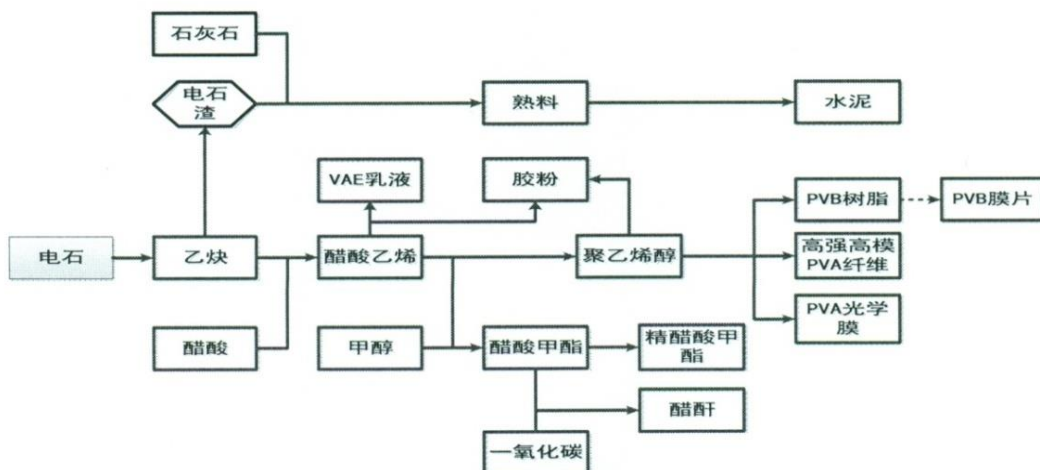 石灰石
电石
渣
熟料
水泥
VAE乳液
胶粉
PVB树脂
PVB膜片
电石
乙炔
醋酸乙烯
聚乙烯醇
高强高模
PVA纤维
PVA光学
膜
醋酸
甲醇
醋酸甲酯
精醋酸甲
酯
醋酐
一氧化碳